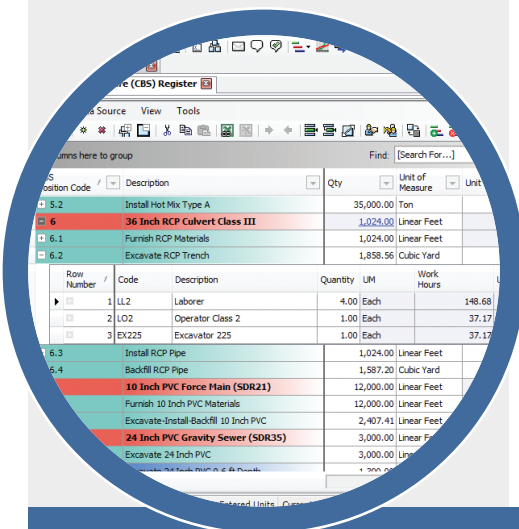 (CBS) Register
Source View Tools
here to group Find: [Search For...]
Position Code Description Qty Unit of Measure Unit
5.2 Install Hot Mix Type A 35,000.00 Ton
6 36 Inch RCP Culvert Class III 1,024.00 Linear Feet
6.1 Furnish RCP Materials 1,024.00 Linear Feet
6.2 Excavate RCP Trench 1,858.56 Cubic Yard
Row Number Code Description Quantity UM Work Hours
1 LL2 Laborer 4.00 Each 148.68
2 LO2 Operator Class 2 1.00 Each 37.17
3 EX225 Excavator 225 1.00 Each 37.17
6.3 Install RCP Pipe 1,024.00 Linear Feet
6.4 Backfill RCP Pipe 1,587.20 Cubic Yard
10 Inch PVC Force Main (SDR21) 12,000.00 Linear Feet
Furnish 10 Inch PVC Materials 12,000.00 Linear Feet
Excavate-Install-Backfill 10 Inch PVC 2,407.41 Linear Feet
24 Inch PVC Gravity Sewer (SDR35) 3,000.00 Linear Feet
Excavate 24 Inch PVC 3,000.00 Linear
24 Inch PVC 0-6 ft Depth
Entered Units